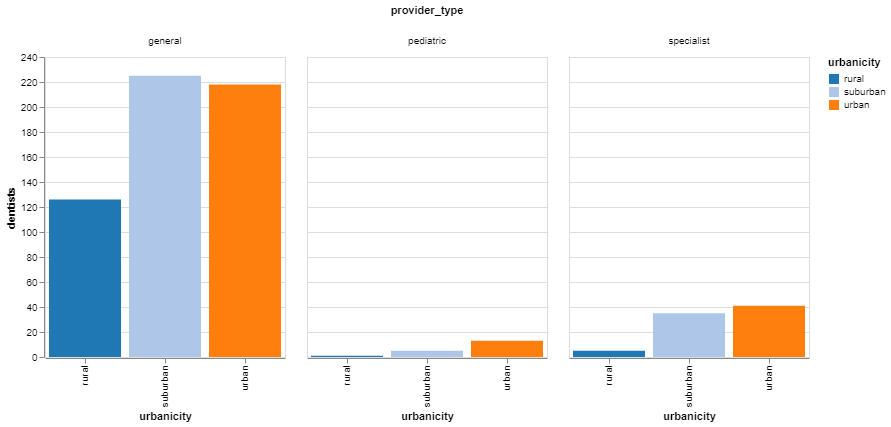 provider_type
general pediatric specialist
240
220
200
180
160
140
120
100
80
60
40
20
0
dentists
rural suburban urban
rural suburban urban
rural suburban urban
urbanicity urbanicity urbanicity
urbanicity
rural
suburban
urban